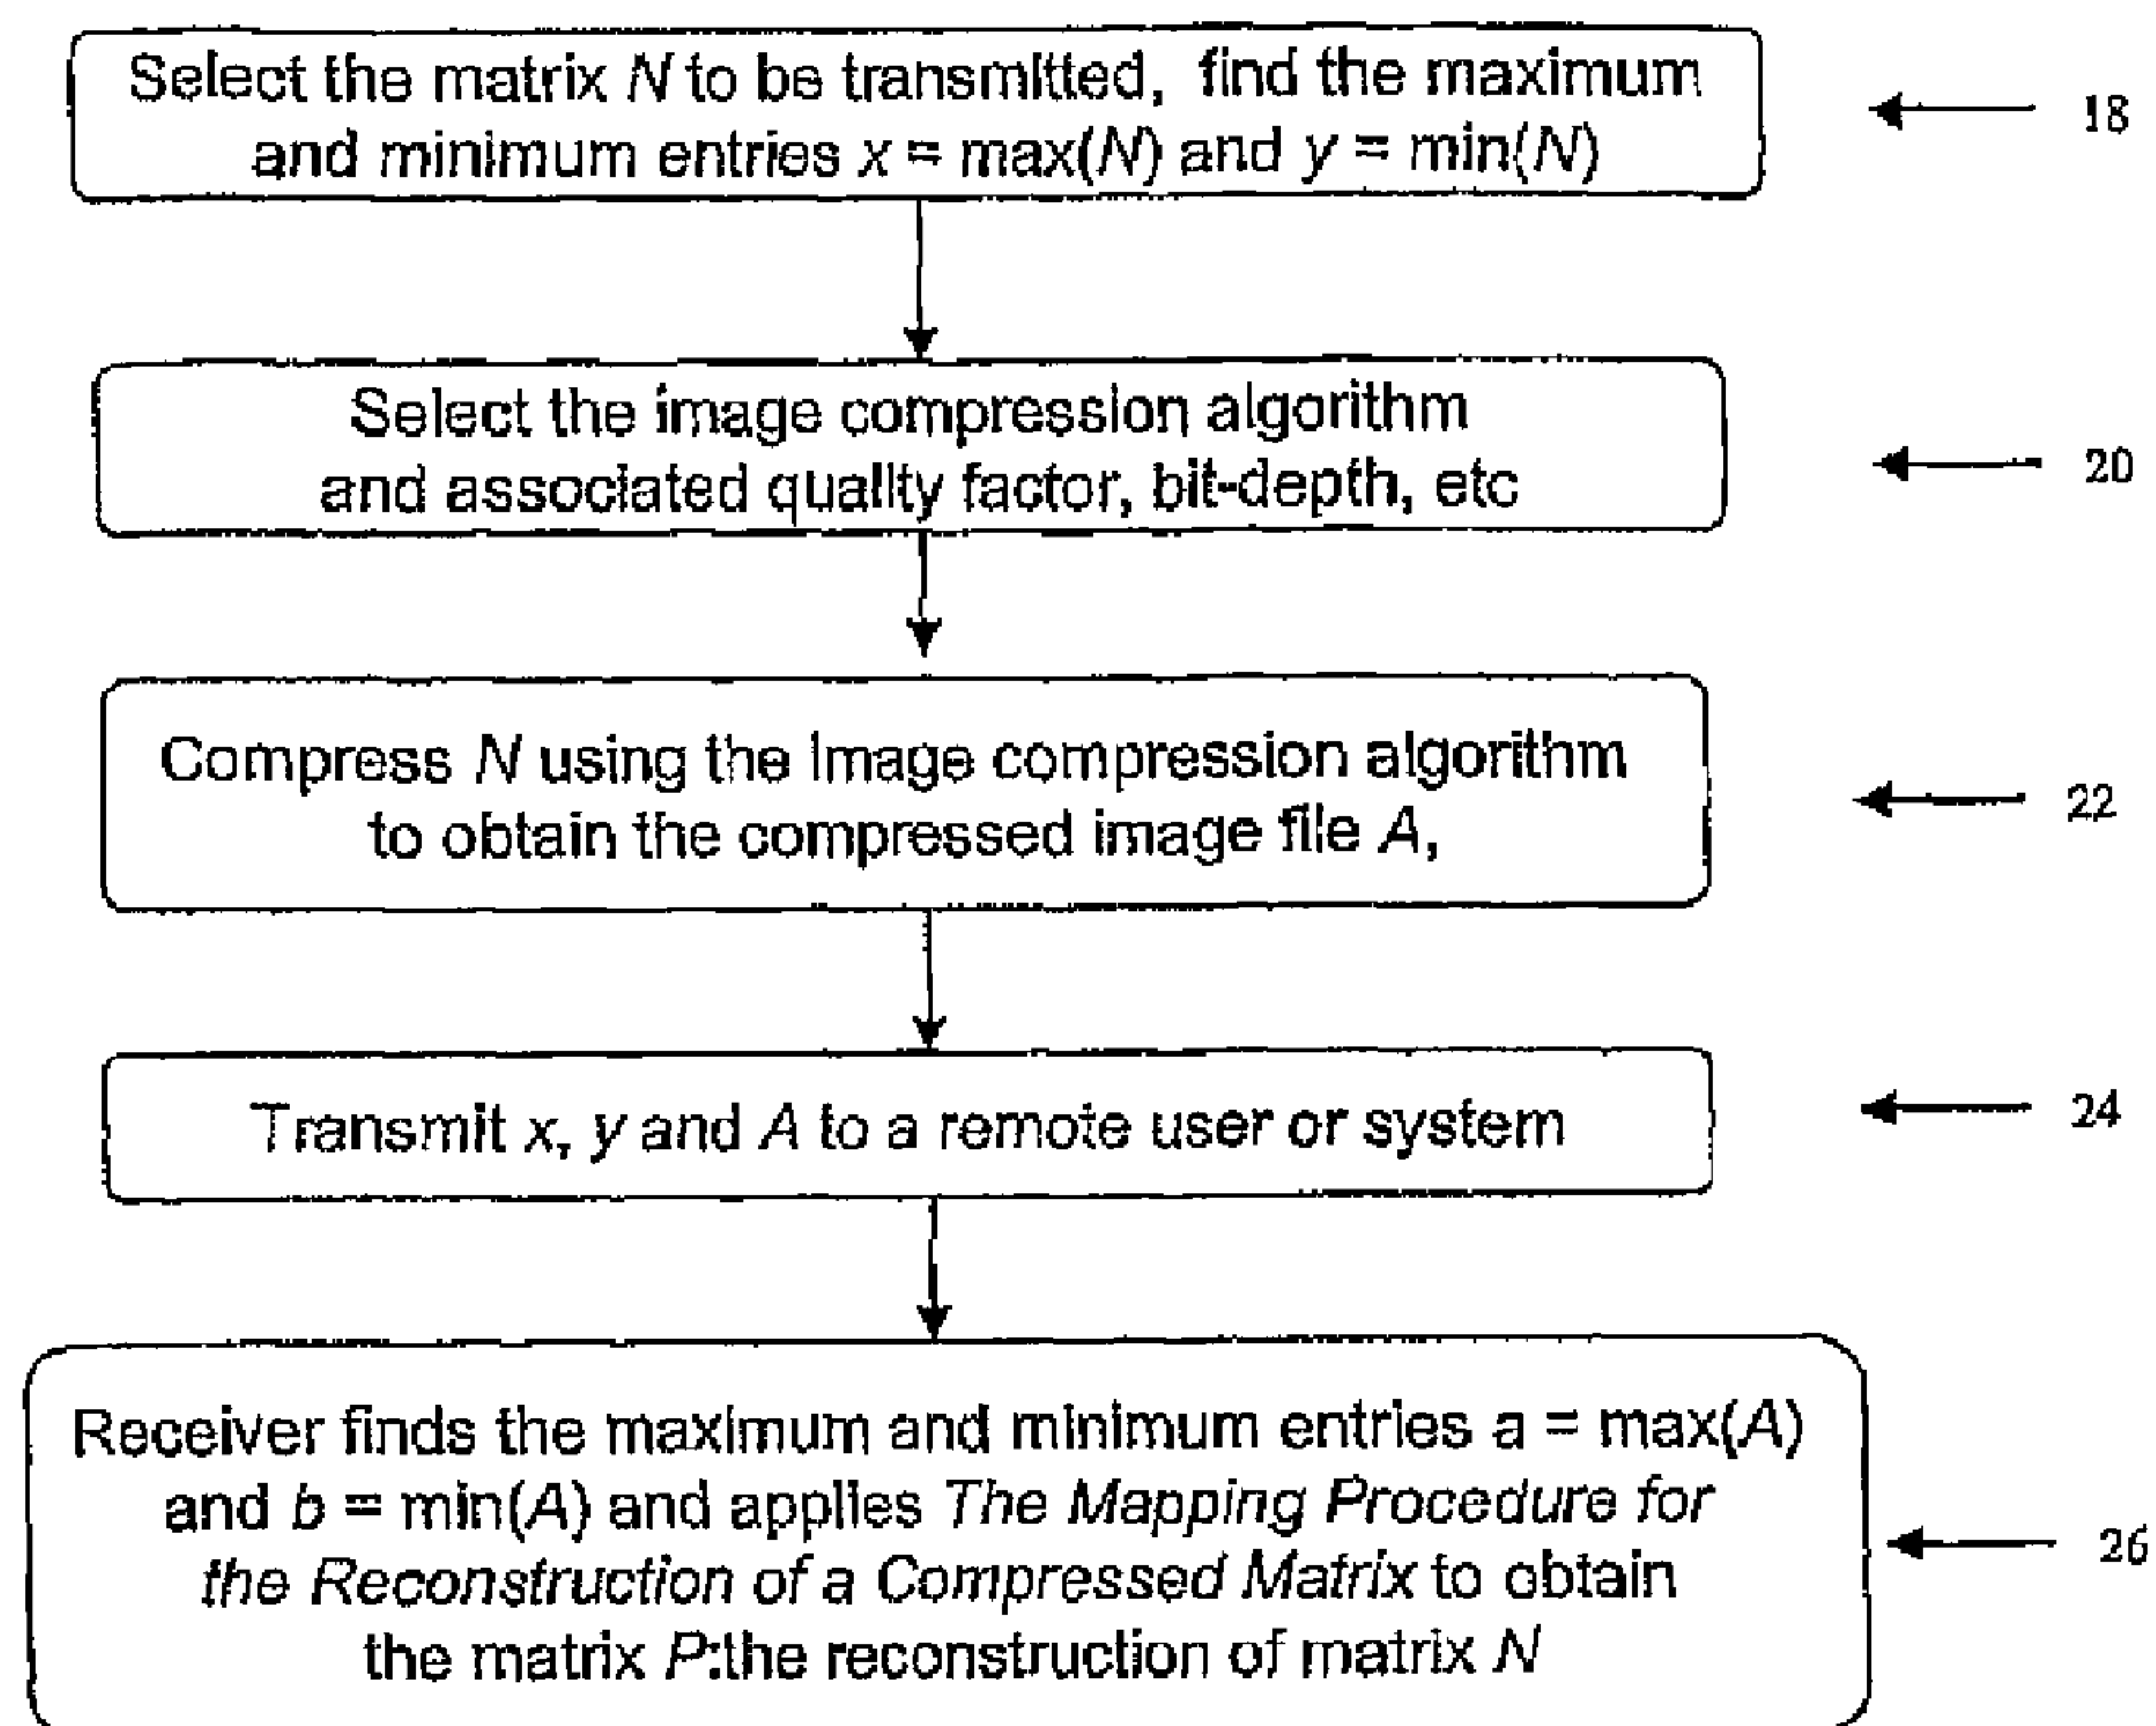 Select the matrix N to be transmitted, find the maximum
and minimum entries x = max(N) and y = min(N)
18
Select the image compression algorithm
and associated quality factor, bit-depth, etc
20
Compress N using the Image compression algorithm
to obtain the compressed image file A,
22
Transmit x, y and A to a remote user or system
24
Receiver finds the maximum and minimum entries a = max(A)
and b = min(A) and applies The Mapping Procedure for
the Reconstruction of a Compressed Matrix to obtain
the matrix P:the reconstruction of matrix N
26